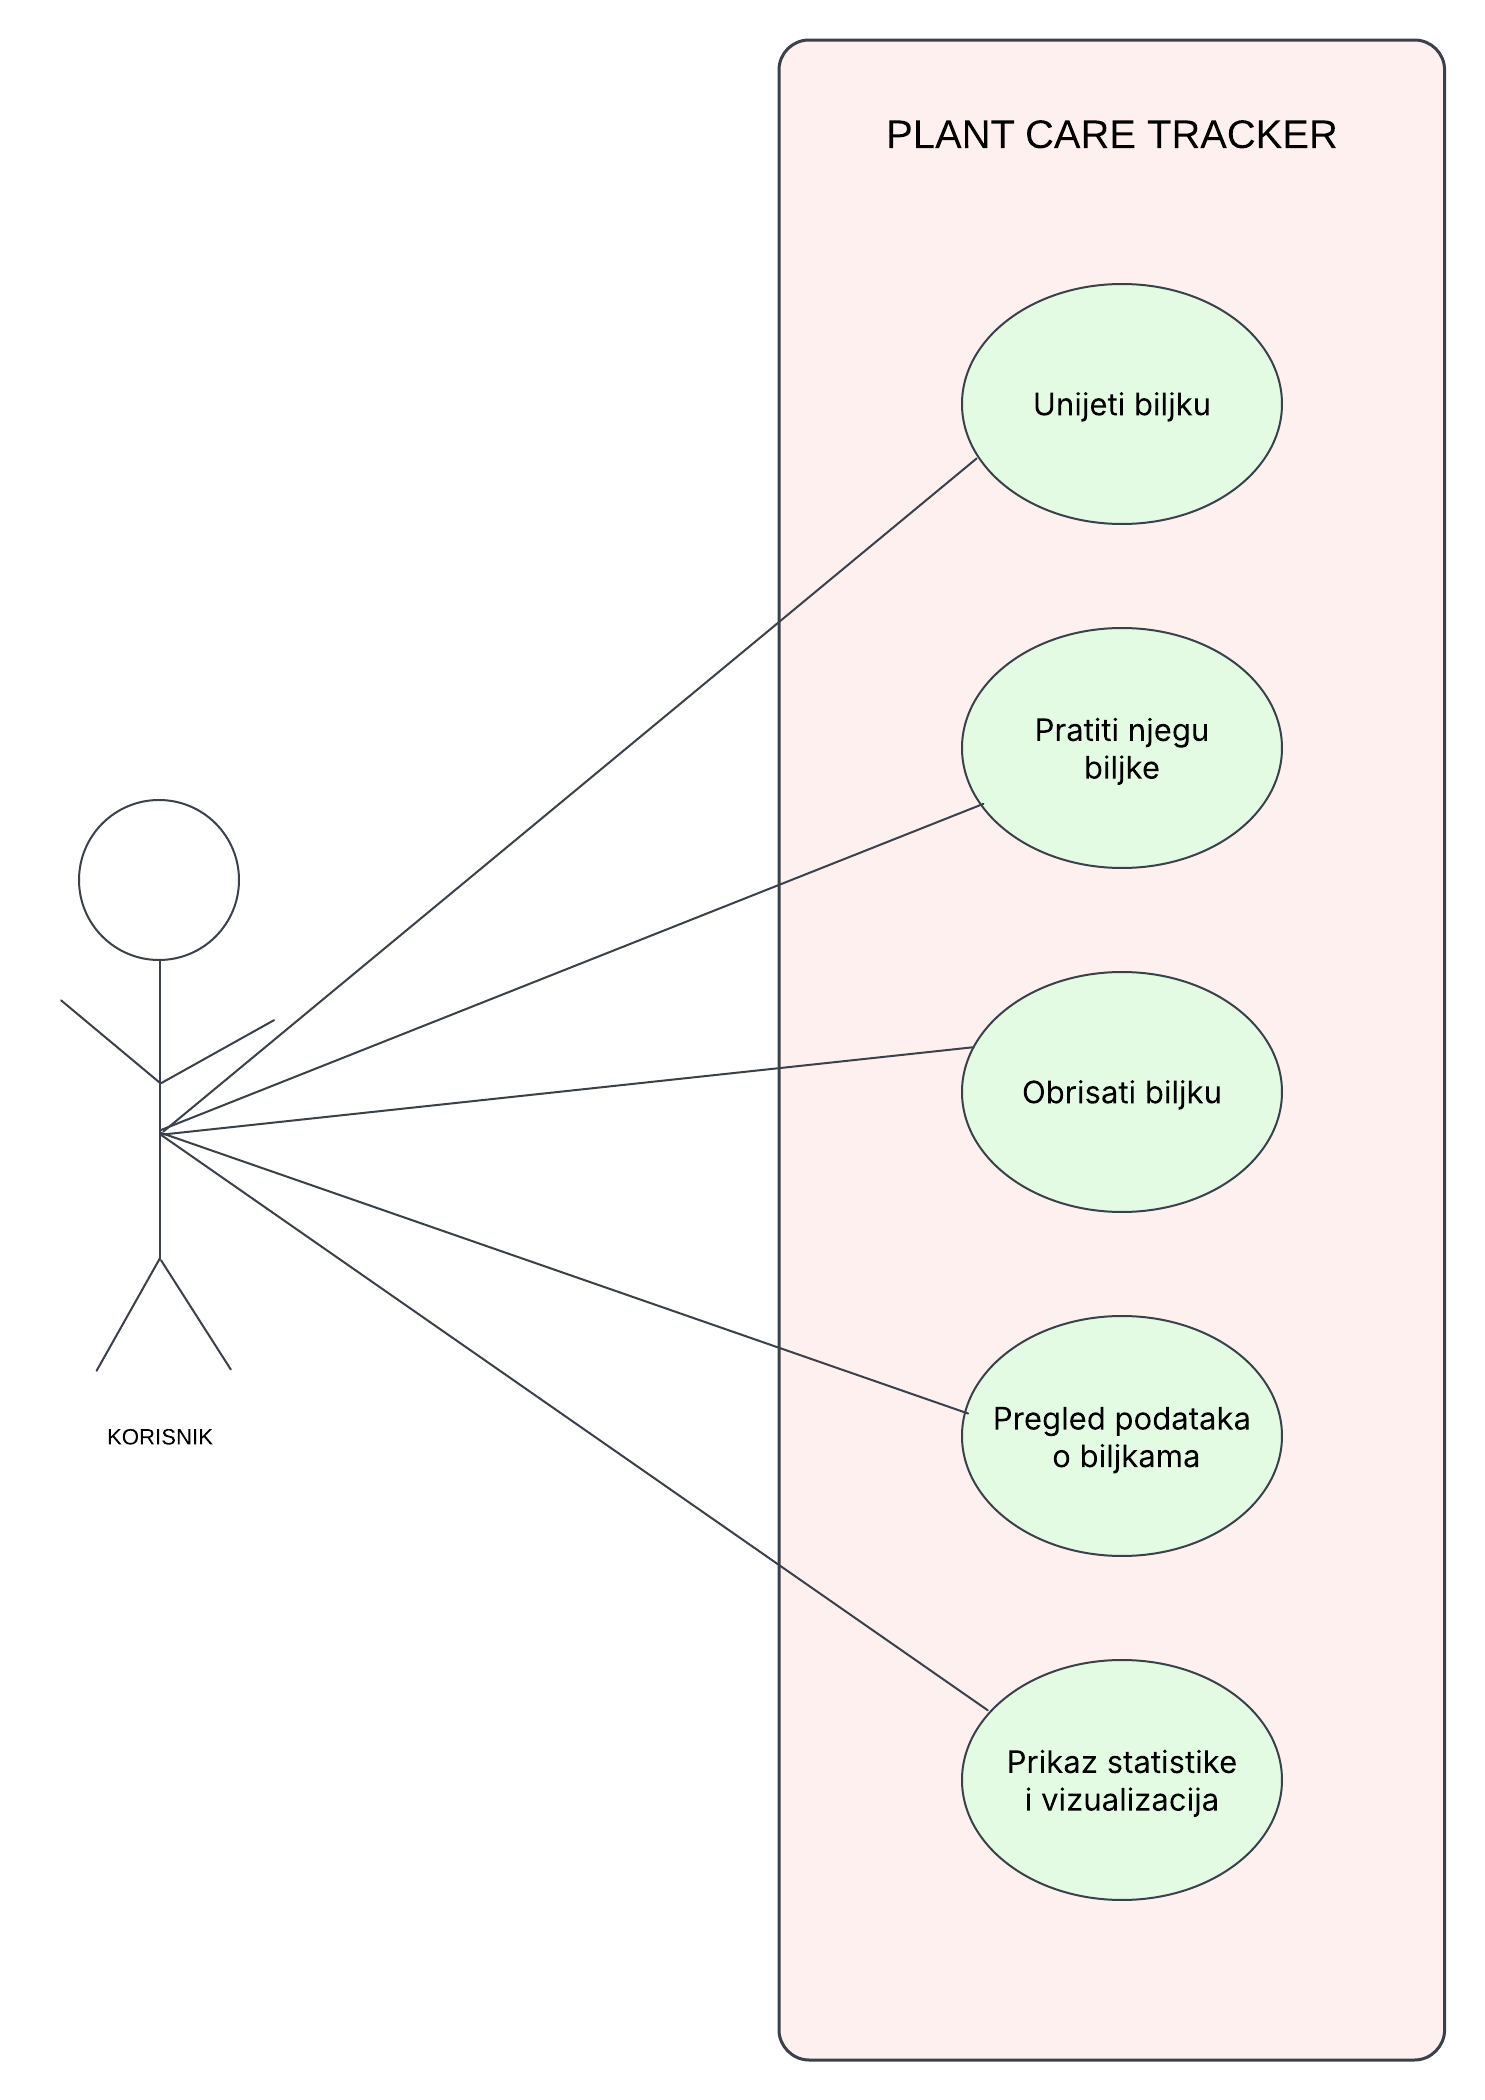 PLANT CARE TRACKER
Unijeti biljku
Pratiti njegu
biljke
Obrisati biljku
Pregled podataka
o biljkama
Prikaz statistike
i vizualizacija
KORISNIK